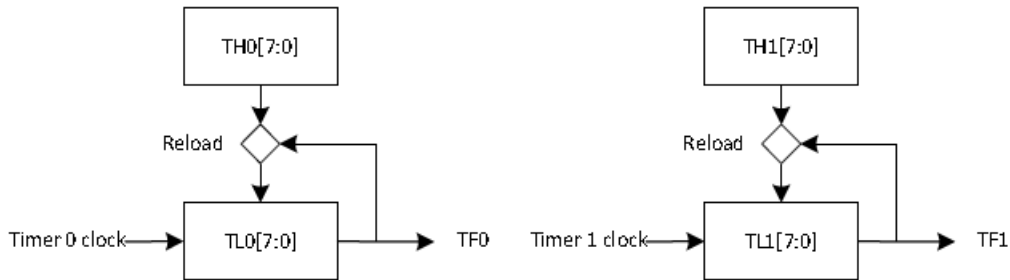 TH0[7:0]
Reload
Timer 0 clock
TL0[7:0]
TF0
TH1[7:0]
Reload
Timer 1 clock
TL1[7:0]
TF1